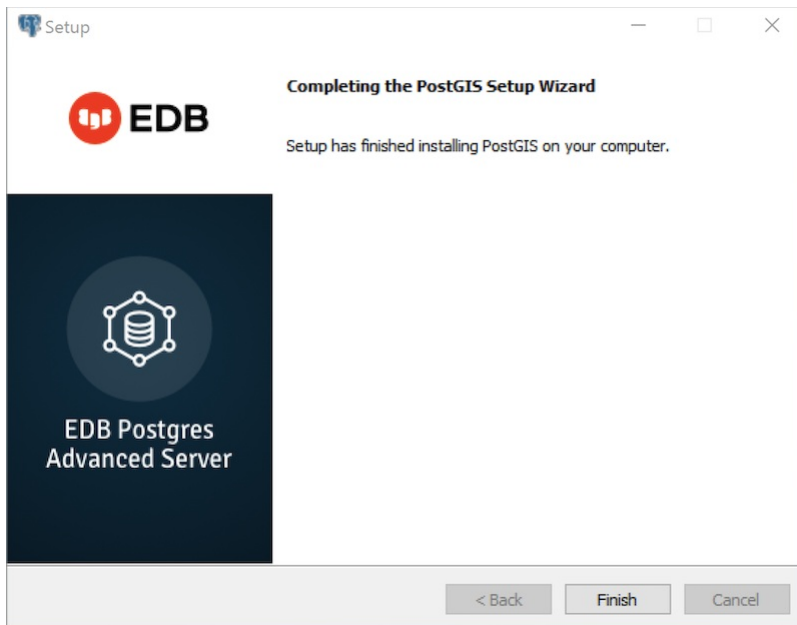 Setup
EDB
Completing the PostGIS Setup Wizard
Setup has finished installing PostGIS on your computer.
EDB Postgres
Advanced Server
< Back
Finish
Cancel